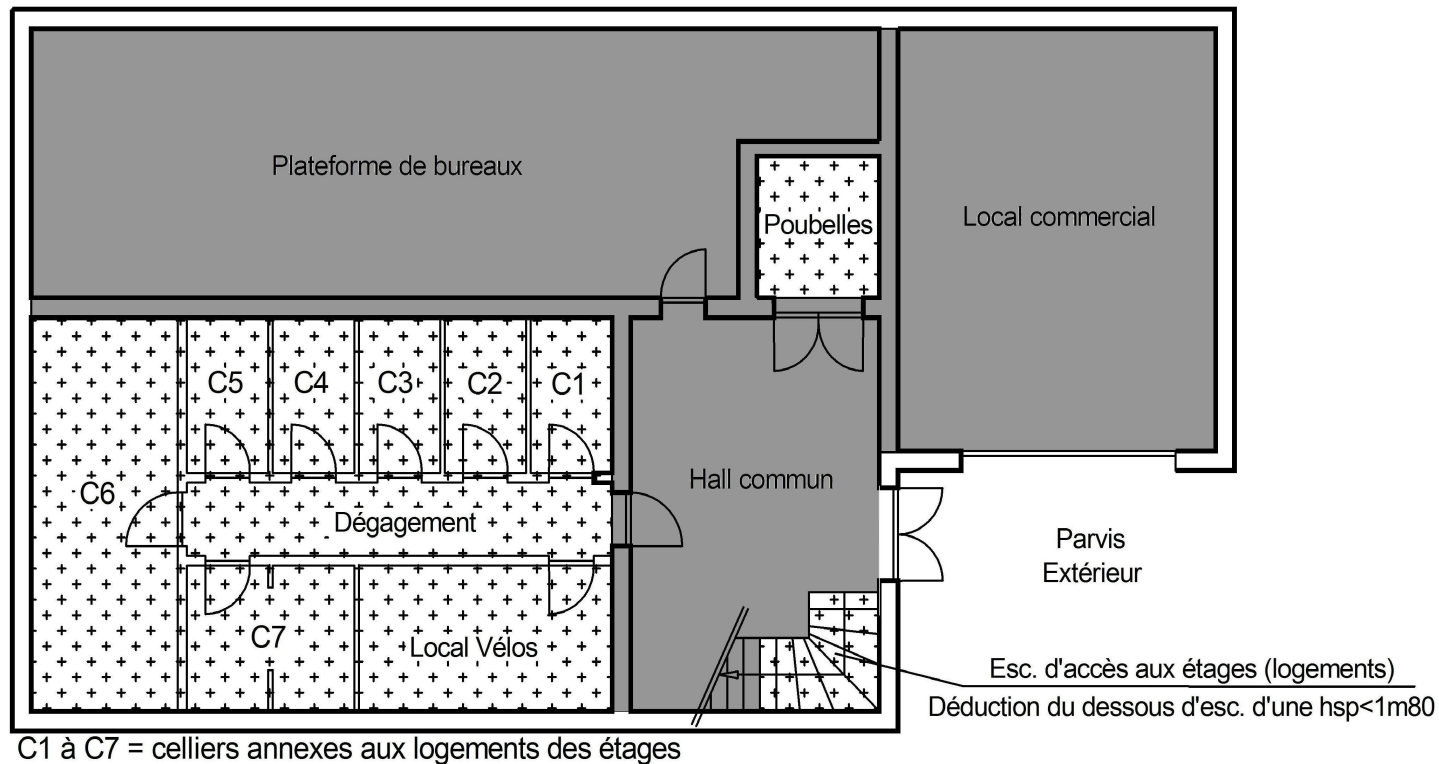 Plateforme de bureaux
Poubelles
Local commercial
C5
C4
C3
C2
C1
C6
Dégagement
Hall commun
Parvis
Extérieur
C7
Local Vélos
Esc. d'accès aux étages (logements)
Déduction du dessous d'esc. d'une hsp<1m80
C1 à C7 = celliers annexes aux logements des étages